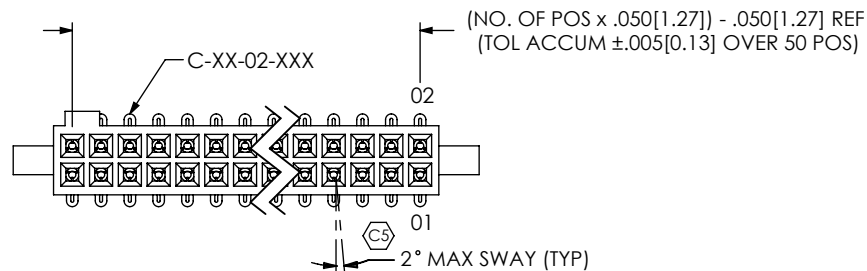 (NO. OF POS x .050[1.27]) - .050[1.27] REF
(TOL ACCUM ±.005[0.13] OVER 50 POS)
C-XX-02-XXX
02
01
C5
2° MAX SWAY (TYP)